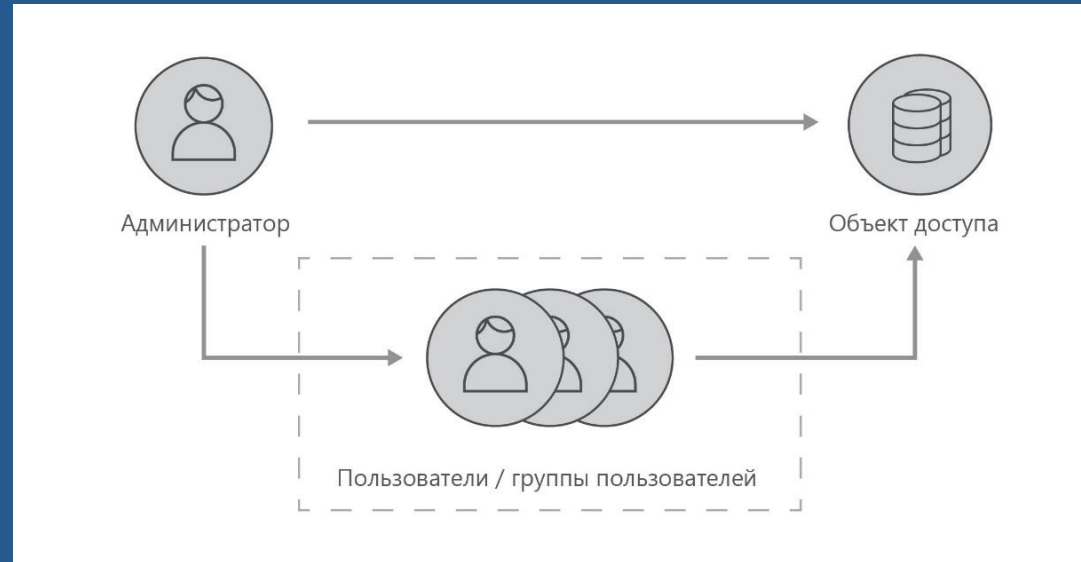 Администратор
Объект доступа
Пользователи / группы пользователей